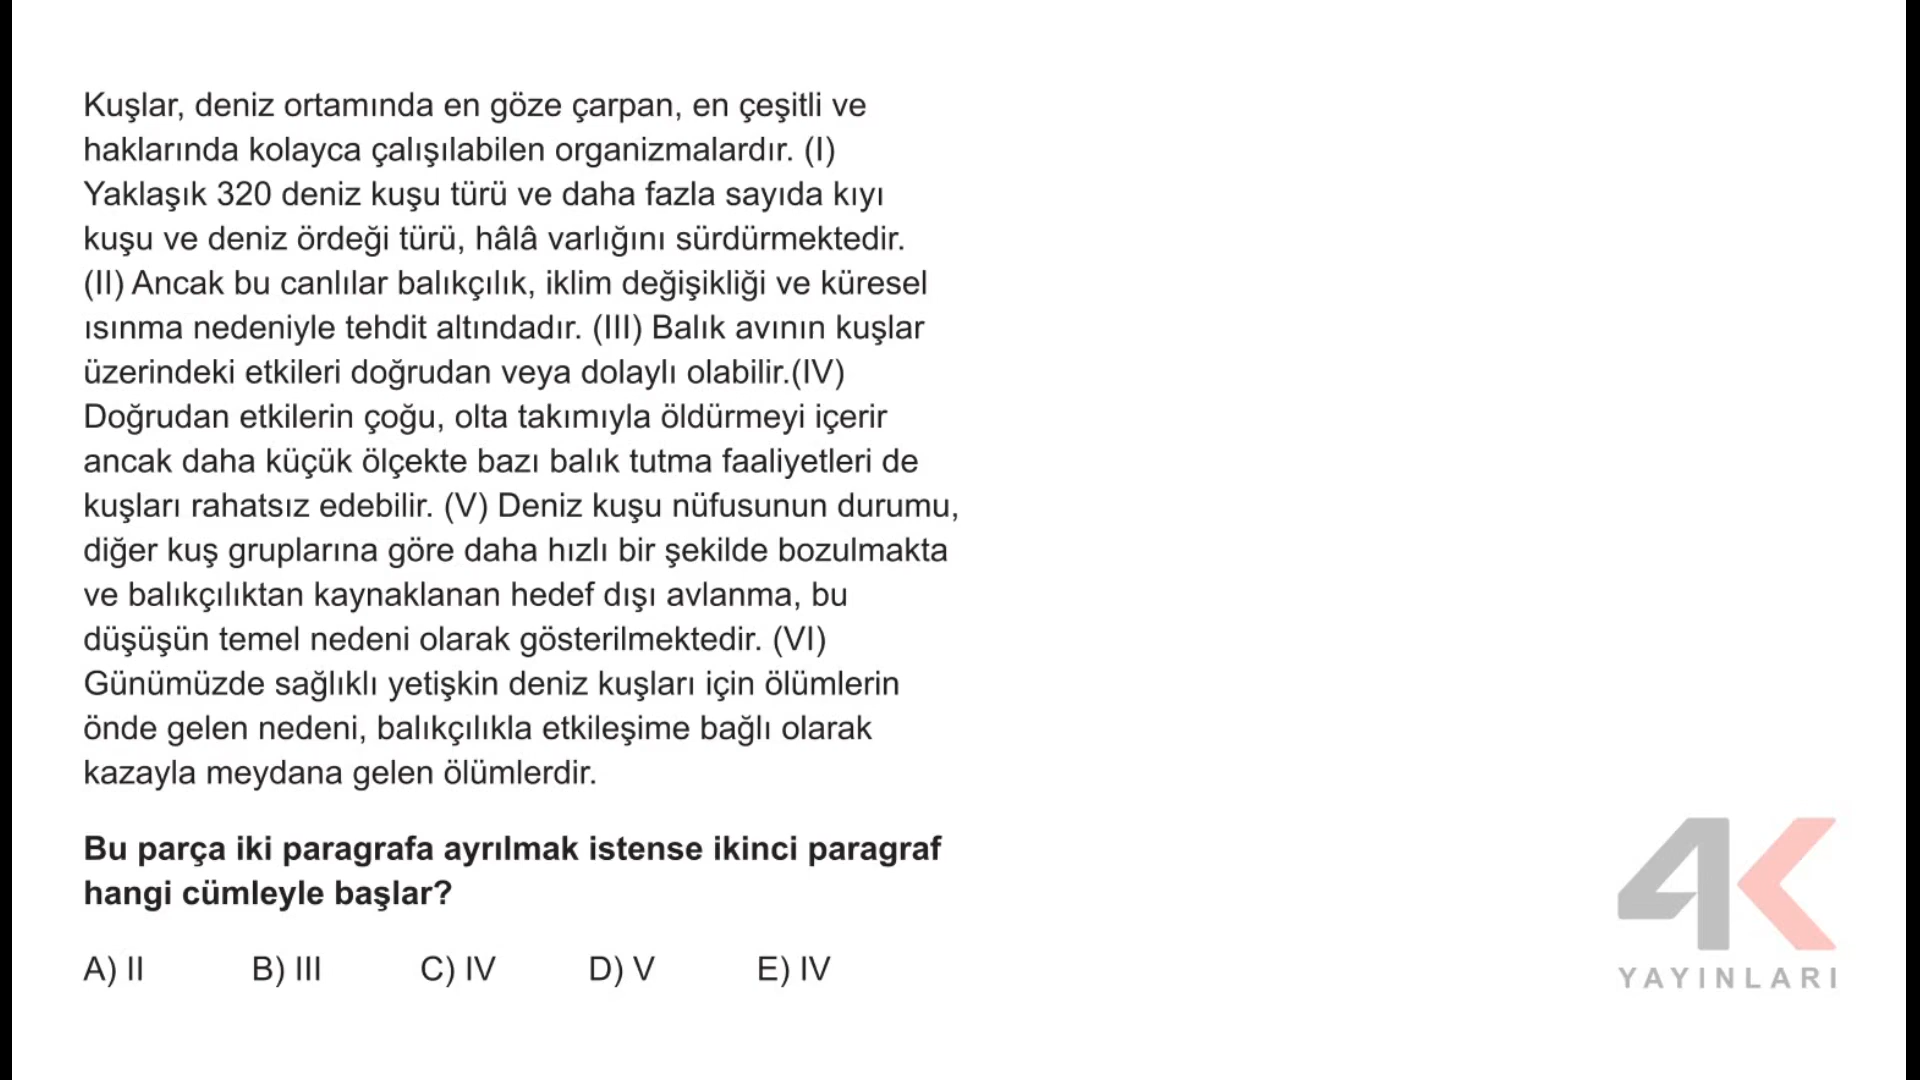 Kuşlar, deniz ortamında en göze çarpan, en çeşitli ve
haklarında kolayca çalışılabilen organizmalardır. (I)
Yaklaşık 320 deniz kuşu türü ve daha fazla sayıda kıyı
kuşu ve deniz ördeği türü, hâlâ varlığını sürdürmektedir.
(II) Ancak bu canlılar balıkçılık, iklim değişikliği ve küresel
ısınma nedeniyle tehdit altındadır. (III) Balık avının kuşlar
üzerindeki etkileri doğrudan veya dolaylı olabilir.(IV)
Doğrudan etkilerin çoğu, olta takımıyla öldürmeyi içerir
ancak daha küçük ölçekte bazı balık tutma faaliyetleri de
kuşları rahatsız edebilir. (V) Deniz kuşu nüfusunun durumu,
diğer kuş gruplarına göre daha hızlı bir şekilde bozulmakta
ve balıkçılıktan kaynaklanan hedef dışı avlanma, bu
düşüşün temel nedeni olarak gösterilmektedir. (VI)
Günümüzde sağlıklı yetişkin deniz kuşları için ölümlerin
önde gelen nedeni, balıkçılıkla etkileşime bağlı olarak
kazayla meydana gelen ölümlerdir.
Bu parça iki paragrafa ayrılmak istense ikinci paragraf
hangi cümleyle başlar?
A) II B) III C) IV D) V E) IV
4K
YAYINLARI